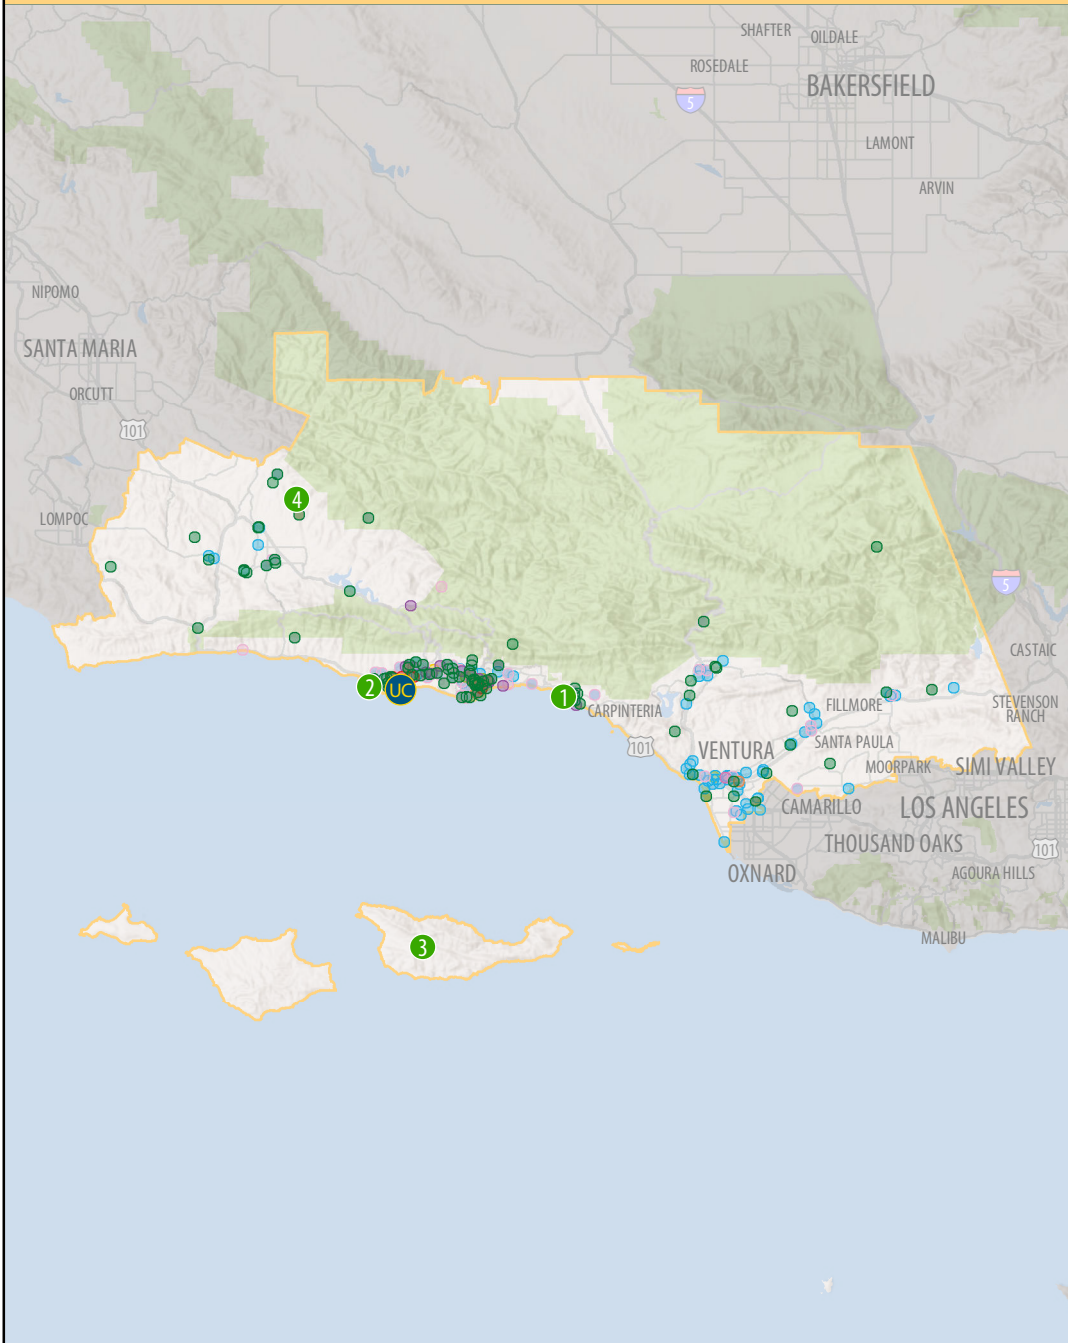 SHAFTER
OILDALE
ROSEDALE
BAKERSFIELD
5
LAMONT
ARVIN
NIPOMO
SANTA MARIA
ORCUTT
101
4
LOMPOC
5
CASTAIC
2
UC
1
CARPINTERIA
FILLMORE
STEVENSON
RANCH
101
VENTURA
SANTA PAULA
MOORPARK
SIMI VALLEY
CAMARILLO
LOS ANGELES
THOUSAND OAKS
101
OXNARD
AGOURA HILLS
MALIBU
3